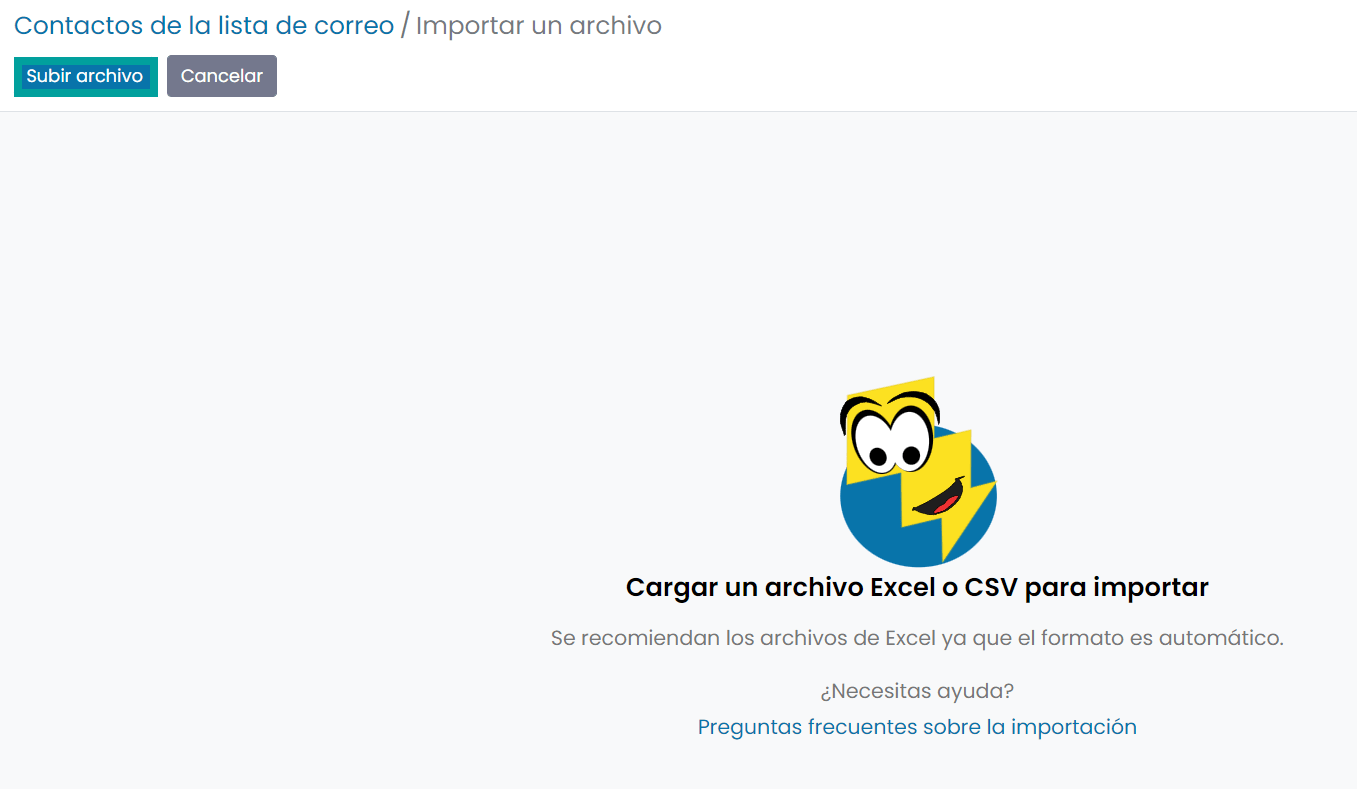 Contactos de la lista de correo / Importar un archivo
Subir archivo Cancelar
Cargar un archivo Excel o CSV para importar
Se recomiendan los archivos de Excel ya que el formato es automático.
¿Necesitas ayuda?
Preguntas frecuentes sobre la importación